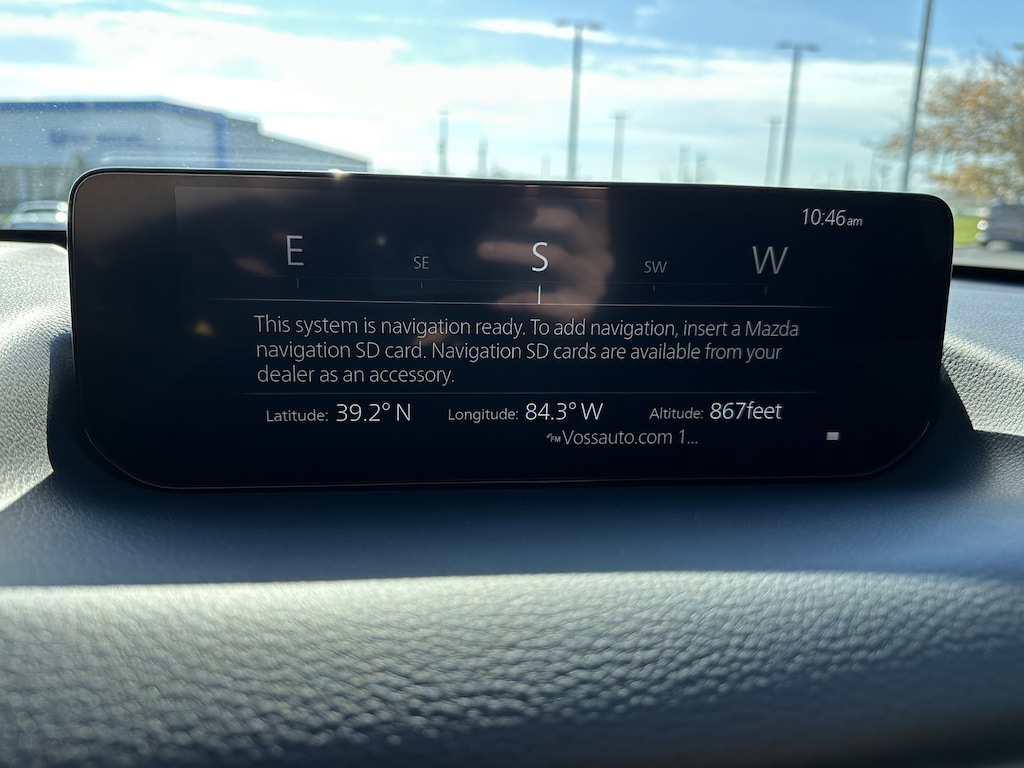 10:46am
E SE S SW W
This system is navigation ready. To add navigation, insert a Mazda
navigation SD card. Navigation SD cards are available from your
dealer as an accessory.
Latitude: 39.2° N Longitude: 84.3° W Altitude: 867feet
FM Vossauto.com 1...